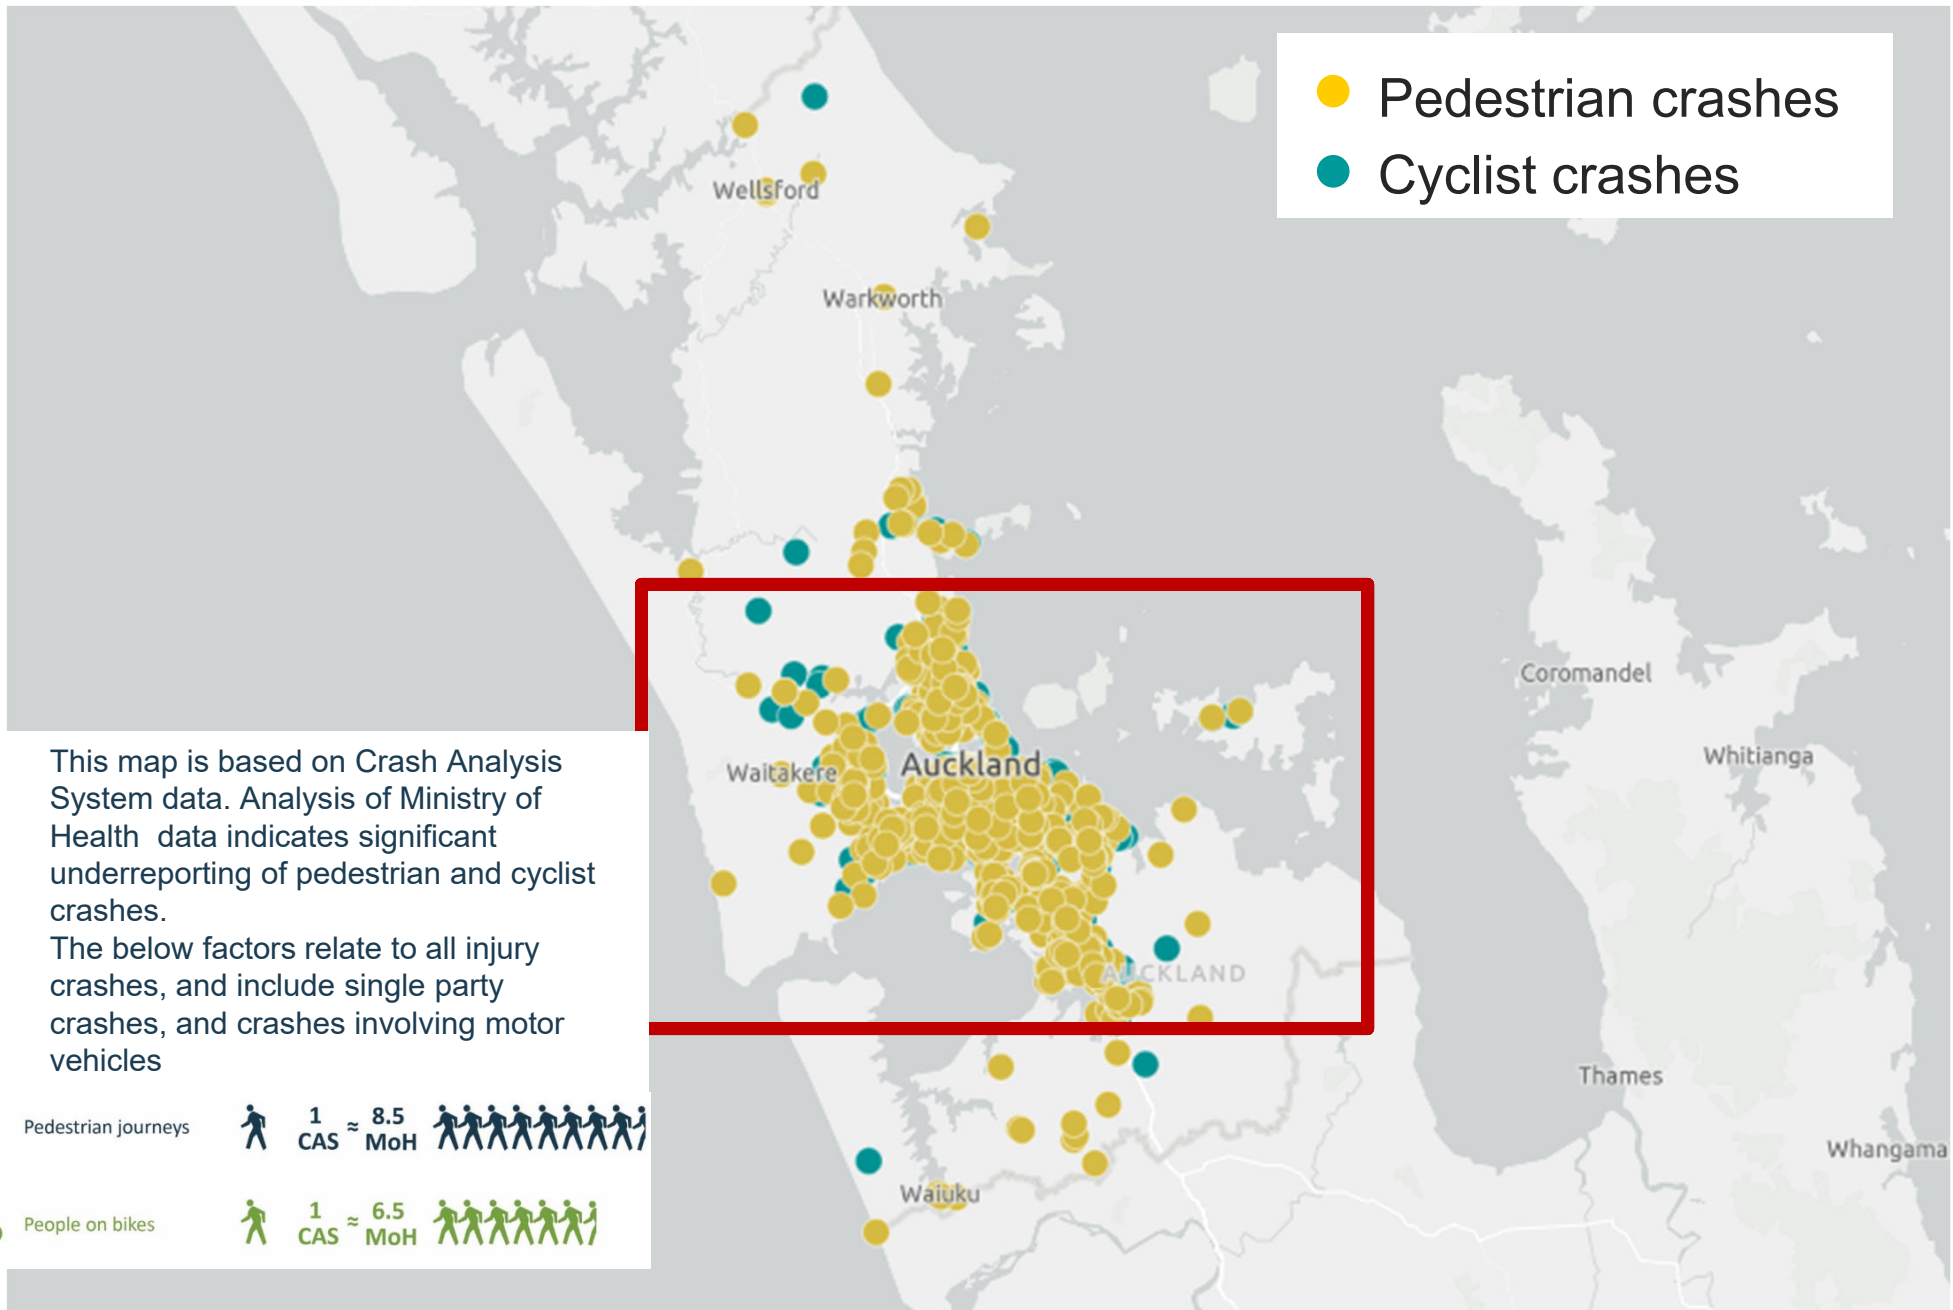 Pedestrian crashes
Cyclist crashes
Wellsford
Warkworth
Coromandel
Whitianga
Auckland
Waitakere
AUCKLAND
Thames
Whangama
Waiuku
This map is based on Crash Analysis
System data. Analysis of Ministry of
Health  data indicates significant
underreporting of pedestrian and cyclist
crashes.
The below factors relate to all injury
crashes, and include single party
crashes, and crashes involving motor
vehicles
Pedestrian journeys 1 CAS ≈ 8.5 MoH
People on bikes 1 CAS ≈ 6.5 MoH